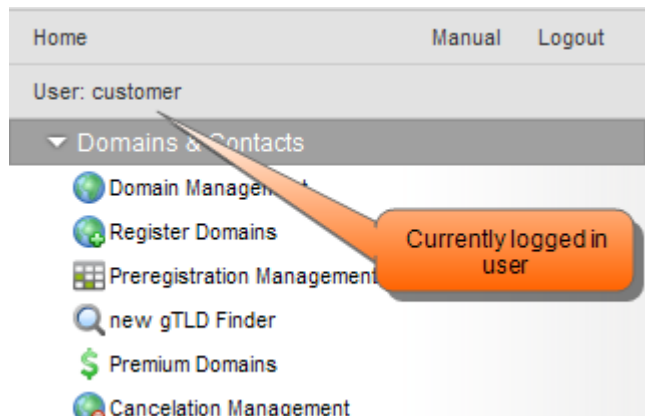 Home Manual Logout
User: customer
Domains & Contacts
Domain Management
Register Domains
Preregistration Management
new gTLD Finder
Premium Domains
Cancelation Management
Currently logged in
user